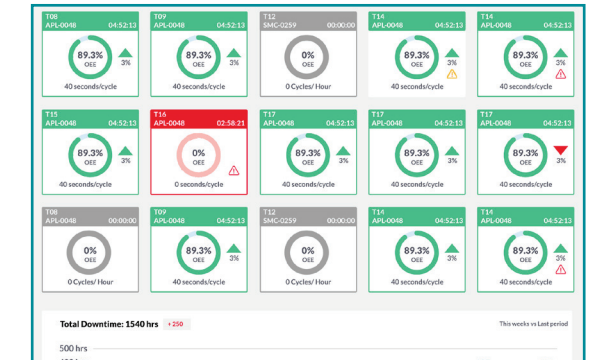 T08 T09 T12 T14 T14
APL-0048 04:52:13 APL-0048 04:52:13 SMC-0259 00:00:00 APL-0048 04:52:13 APL-0048 04:52:13
89.3% 89.3% 0% 89.3% 89.3%
OEE 3% OEE 3% OEE OEE 3% OEE 3%
40 seconds/cycle 40 seconds/cycle 0 Cycles/ Hour 40 seconds/cycle 40 seconds/cycle
T15 T16 T17 T17 T17
APL-0048 04:52:13 APL-0048 02:58:21 APL-0048 04:52:13 APL-0048 04:52:13 APL-0048 04:52:13
89.3% 0% 89.3% 89.3% 89.3%
OEE 3% OEE OEE 3% OEE 3% OEE 3%
40 seconds/cycle 0 seconds/cycle 40 seconds/cycle 40 seconds/cycle 40 seconds/cycle
T08 T09 T12 T14 T14
APL-0048 00:00:00 APL-0048 04:52:13 SMC-0259 00:00:00 APL-0048 04:52:13 APL-0048 04:52:13
0% 89.3% 0% 89.3% 89.3%
OEE OEE 3% OEE OEE 3% OEE 3%
0 Cycles/ Hour 40 seconds/cycle 0 Cycles/ Hour 40 seconds/cycle 40 seconds/cycle
Total Downtime: 1540 hrs +250 This weeks vs Last period
500 hrs